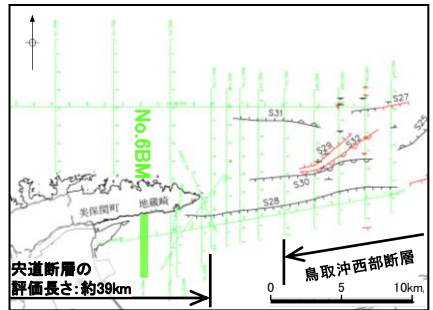 S27
S31
No.6BM
S29
S32
S25
S30
美保関町 地蔵崎
S28
宍道断層の
評価長さ:約39km
鳥取沖西部断層
0 5 10km